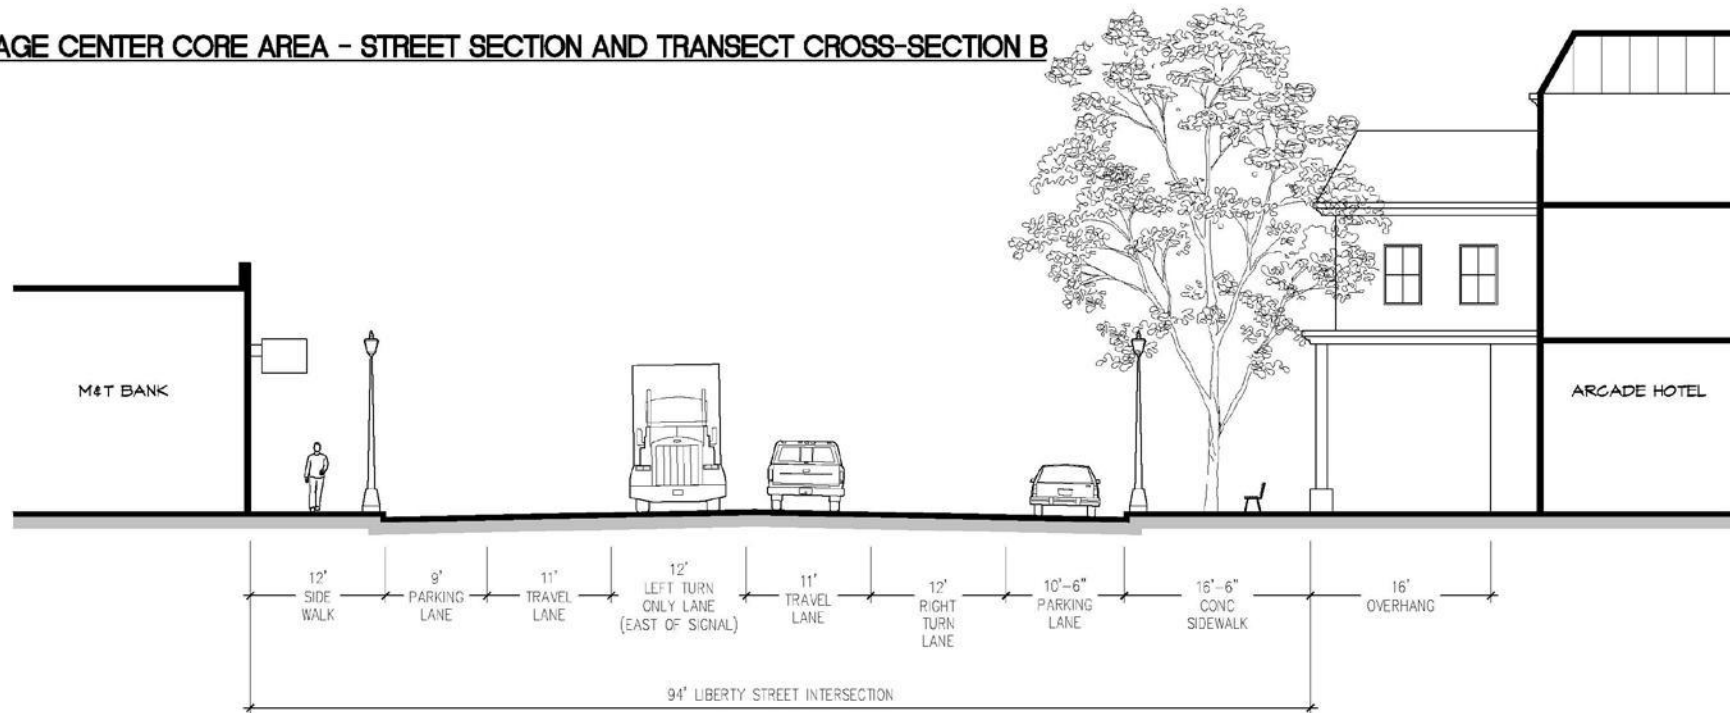 AGE CENTER CORE AREA - STREET SECTION AND TRANSECT CROSS-SECTION B
M&T BANK
ARCADE HOTEL
12'
SIDE
WALK
9'
PARKING
LANE
11'
TRAVEL
LANE
12'
LEFT TURN
ONLY LANE
(EAST OF SIGNAL)
11'
TRAVEL
LANE
12'
RIGHT
TURN
LANE
10'-6"
PARKING
LANE
16'-6"
CONC
SIDEWALK
16'
OVERHANG
94' LIBERTY STREET INTERSECTION